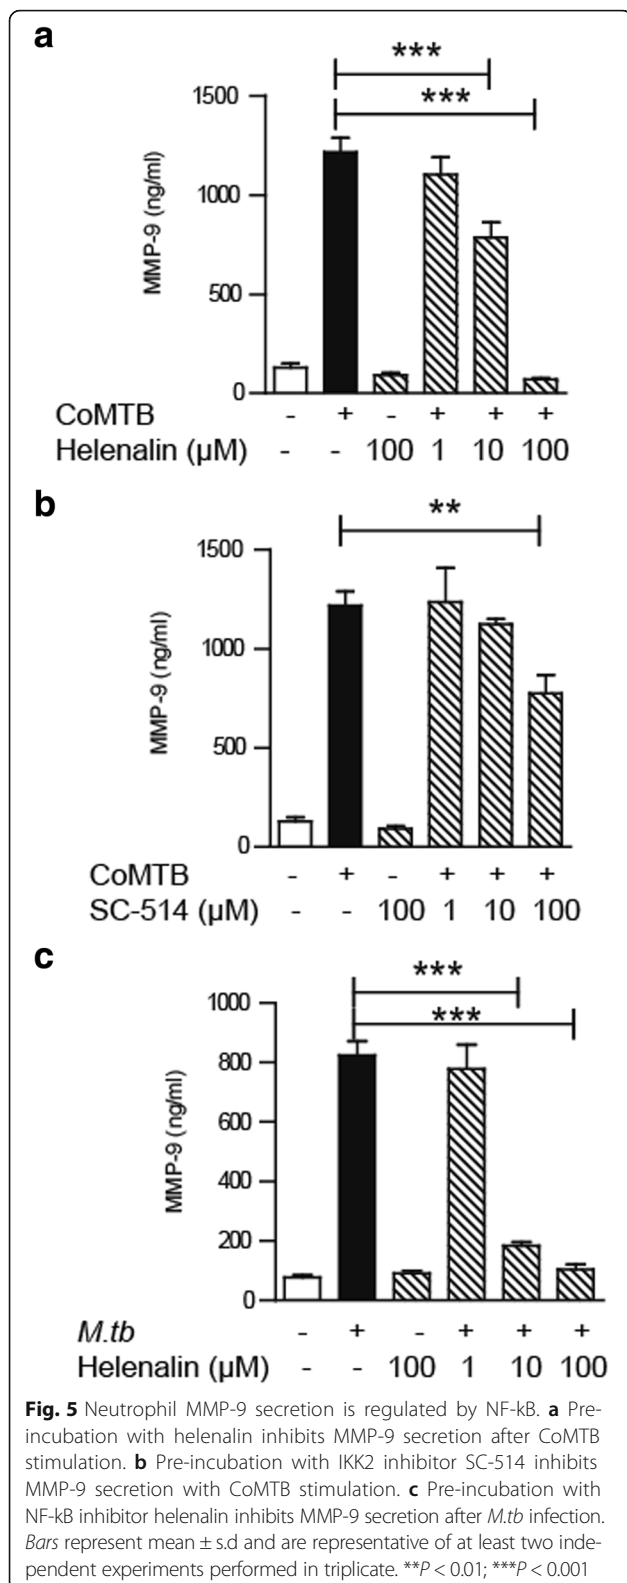 a
***
***
1500
1000
500
0
MMP-9 (ng/ml)
CoMTB - + - + + +
Helenalin (µM) - - 100 1 10 100
b
**
1500
1000
500
0
MMP-9 (ng/ml)
CoMTB - + - + + +
SC-514 (µM) - - 100 1 10 100
c
***
***
1000
800
600
400
200
0
MMP-9 (ng/ml)
M.tb - + - + + +
Helenalin (µM) - - 100 1 10 100
Fig. 5 Neutrophil MMP-9 secretion is regulated by NF-kB. a Pre-
incubation with helenalin inhibits MMP-9 secretion after CoMTB
stimulation. b Pre-incubation with IKK2 inhibitor SC-514 inhibits
MMP-9 secretion with CoMTB stimulation. c Pre-incubation with
NF-kB inhibitor helenalin inhibits MMP-9 secretion after M.tb infection.
Bars represent mean ± s.d and are representative of at least two inde-
pendent experiments performed in triplicate. **P < 0.01; ***P < 0.001